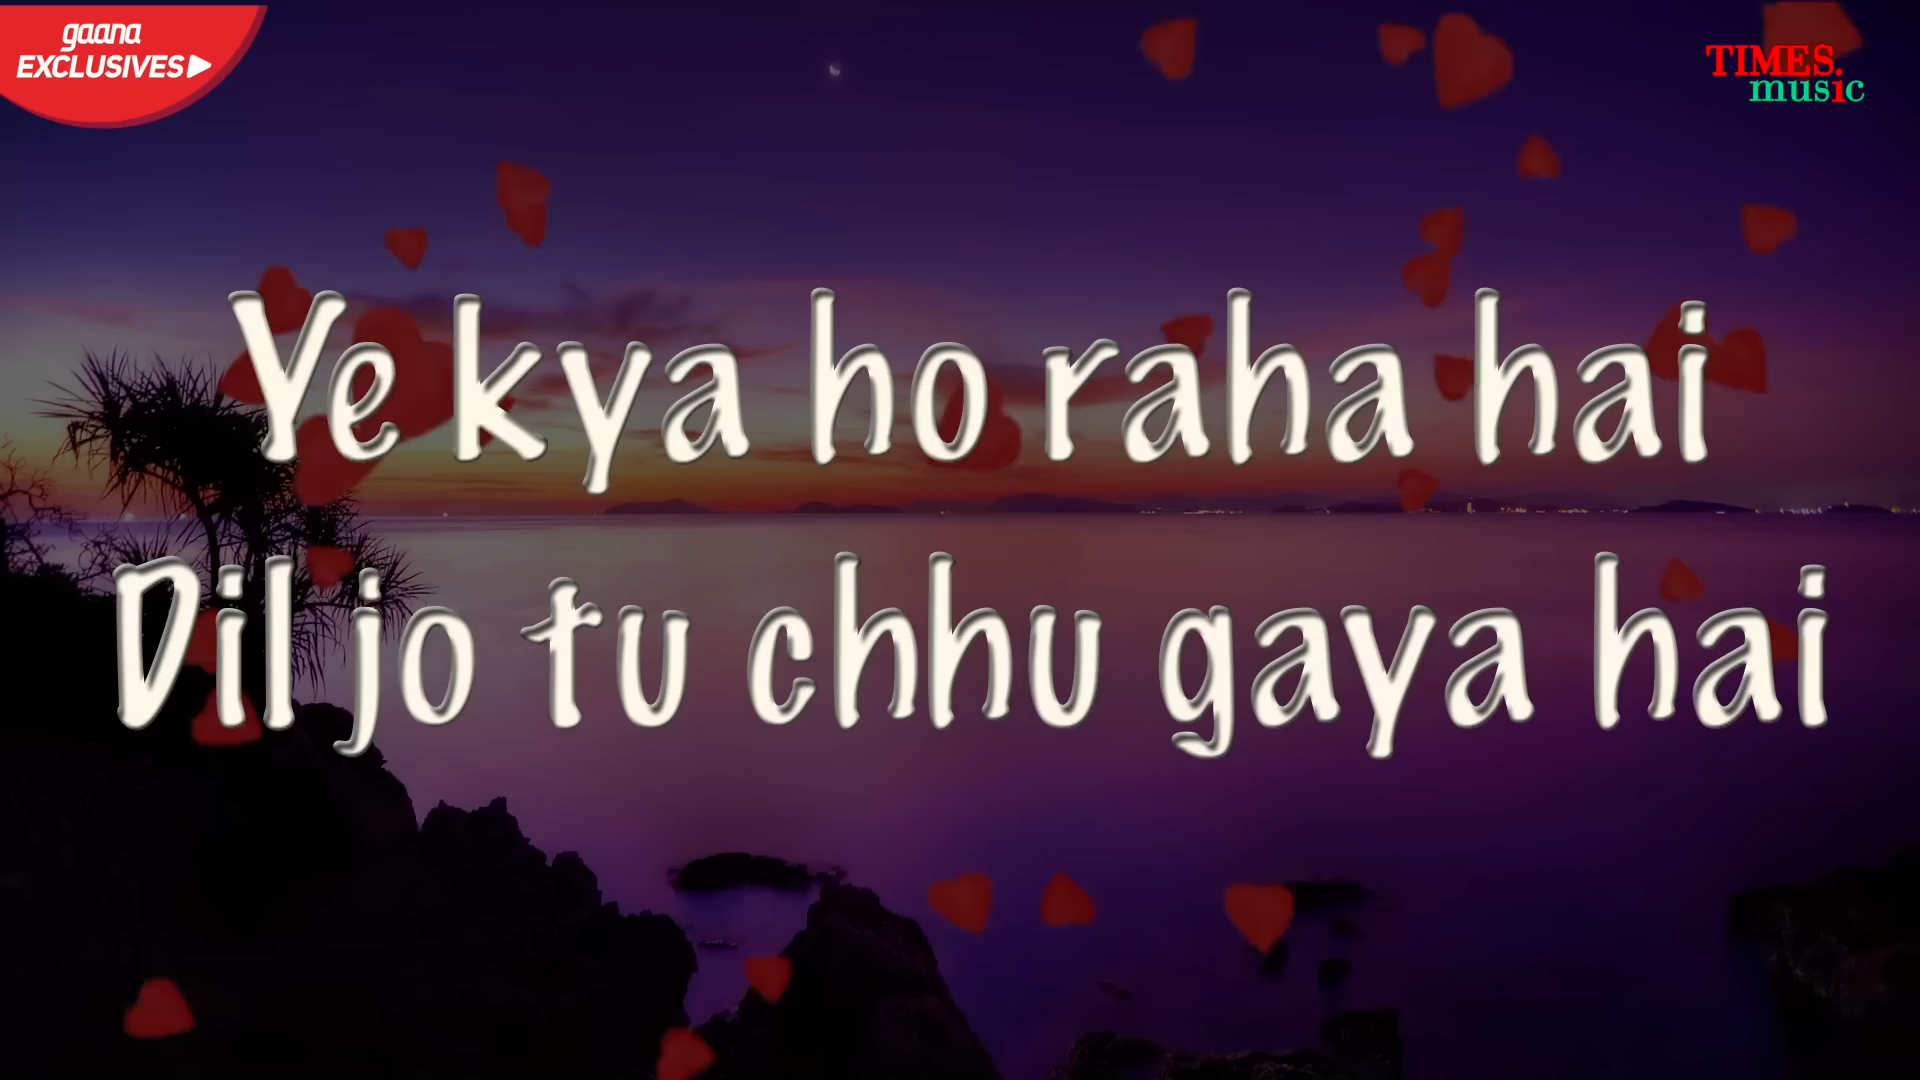 gaana
EXCLUSIVES
TIMES.
music
Ye kya ho raha hai
Dil jo tu chhu gaya hai